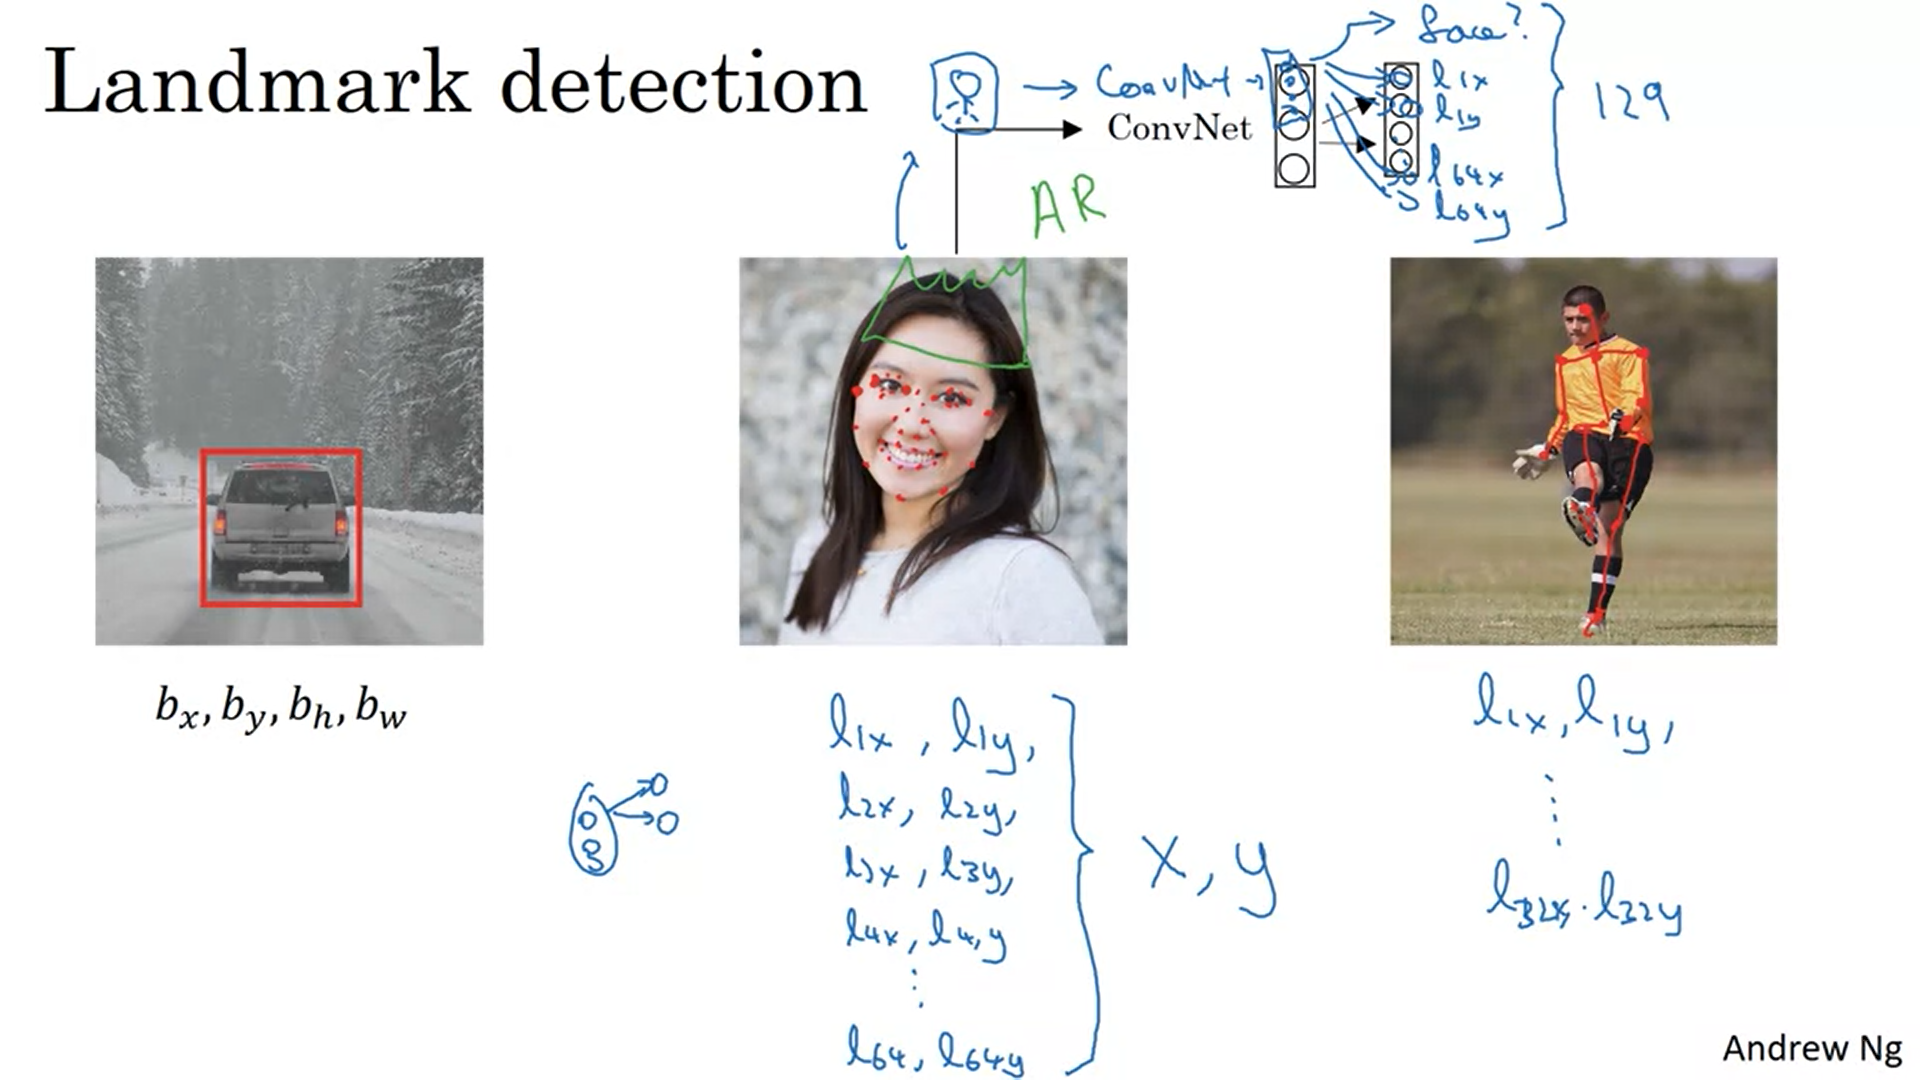 Landmark detection
ConvNet →
ConvNet
face?
l1x
l1y
l64x
l64y
129
AR
bx, by, bh, bw
l1x, l1y,
l2x, l2y,
l3x, l3y,
l4x, l4,y
⋮
l64, l64y
x, y
l1x, l1y,
⋮
l32x, l32y
Andrew Ng